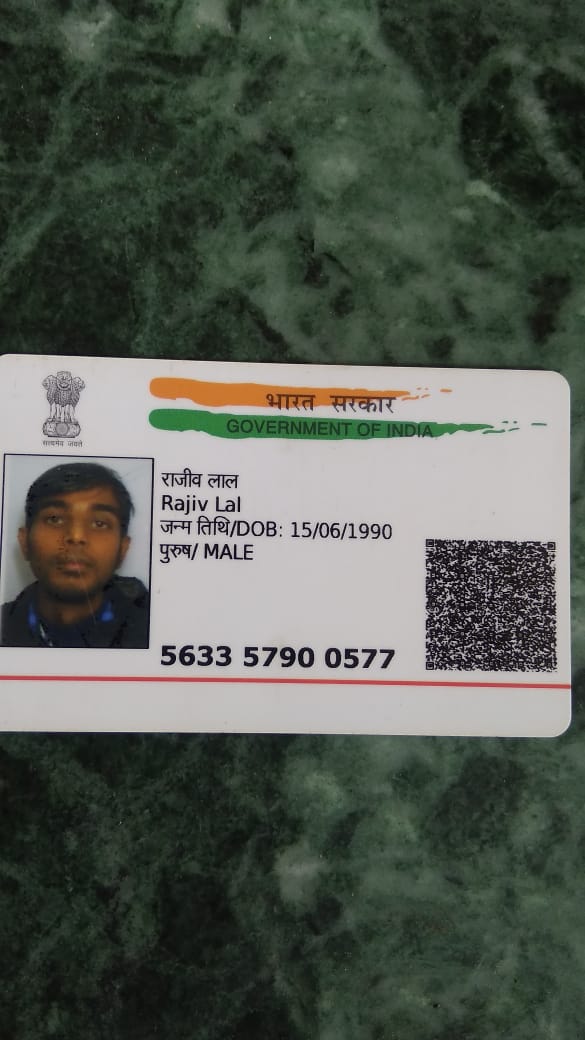 भारत सरकार
GOVERNMENT OF INDIA
सत्यमेव जयते
राजीव लाल
Rajiv Lal
जन्म तिथि/DOB: 15/06/1990
पुरुष/ MALE
5633 5790 0577